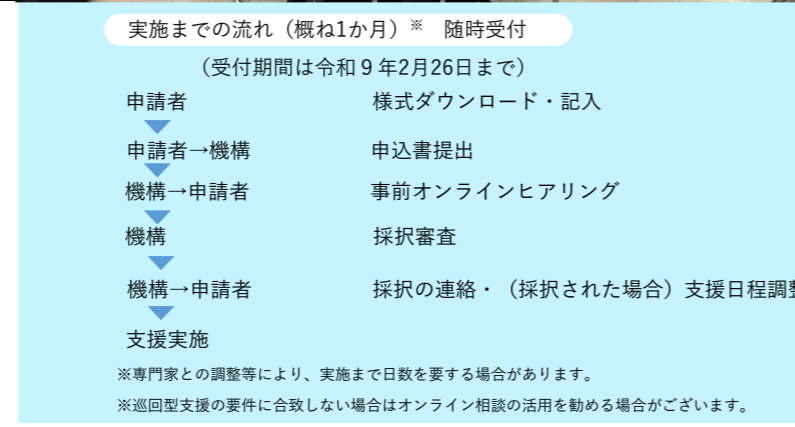 実施までの流れ（概ね1か月）※　随時受付
（受付期間は令和９年2月26日まで）
申請者　様式ダウンロード・記入
申請者→機構　申込書提出
機構→申請者　事前オンラインヒアリング
機構　採択審査
機構→申請者　採択の連絡・（採択された場合）支援日程調整
支援実施
※専門家との調整等により、実施まで日数を要する場合があります。
※巡回型支援の要件に合致しない場合はオンライン相談の活用を勧める場合がございます。